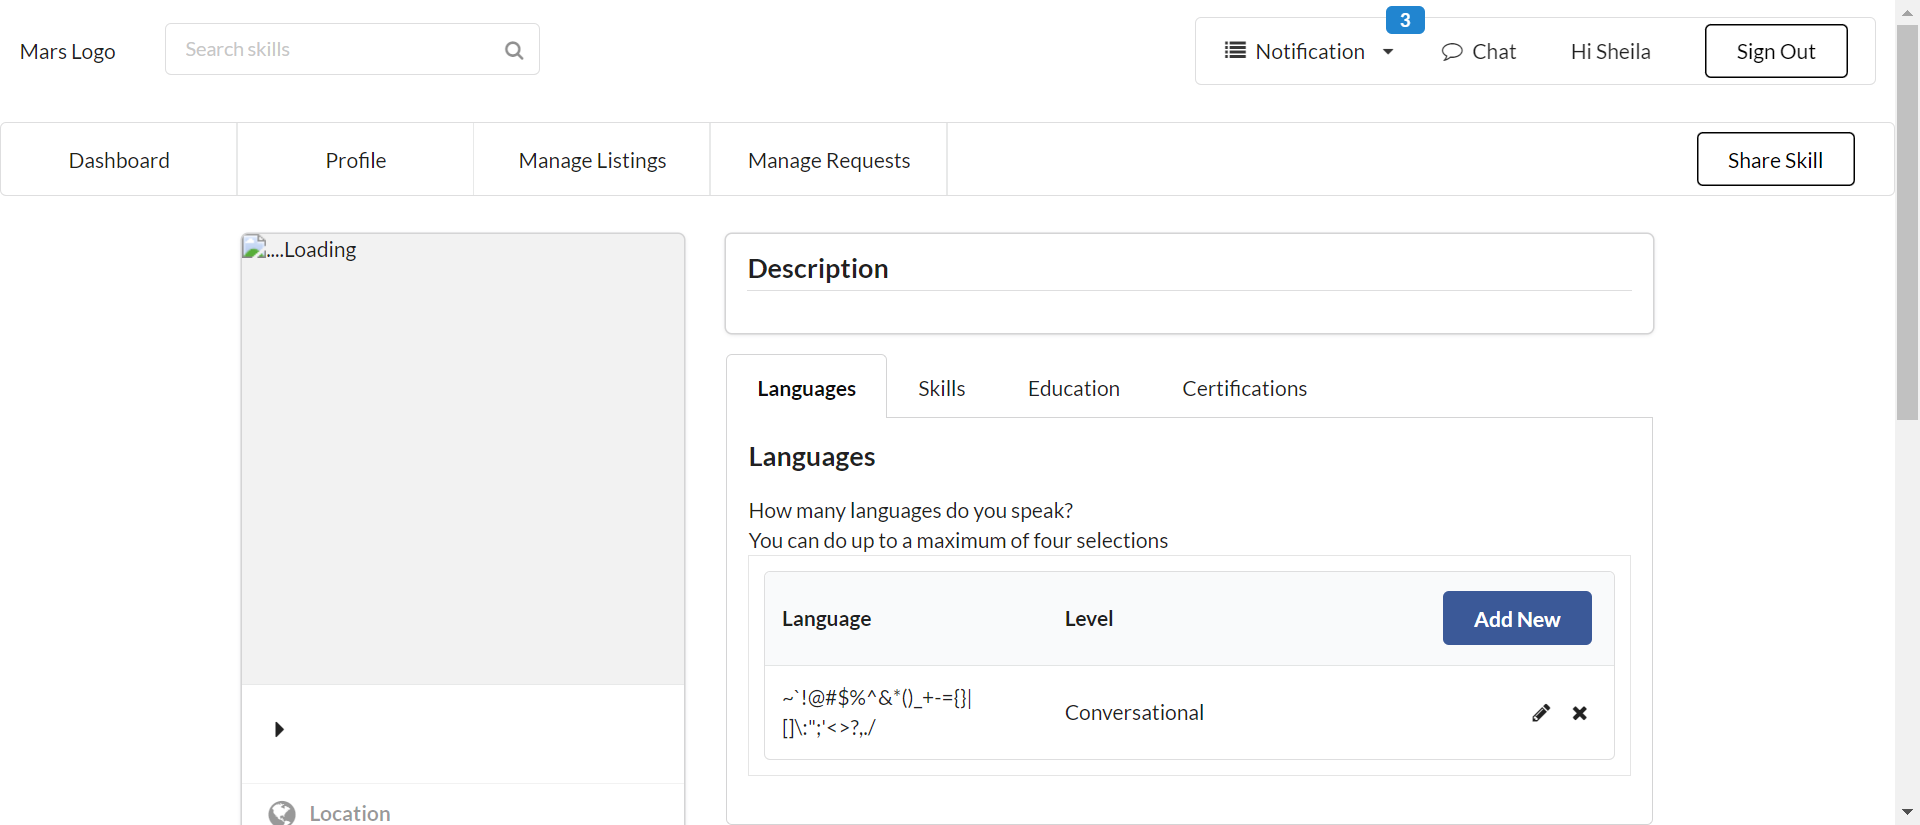 Mars Logo
Search skills
3
Notification
Chat
Hi Sheila
Sign Out
Dashboard
Profile
Manage Listings
Manage Requests
Share Skill
....Loading
Description
Languages
Skills
Education
Certifications
Languages
How many languages do you speak?
You can do up to a maximum of four selections
Language
Level
Add New
~`!@#$%^&*()_+-={}|
[]\:";'<>?,./
Conversational
Location